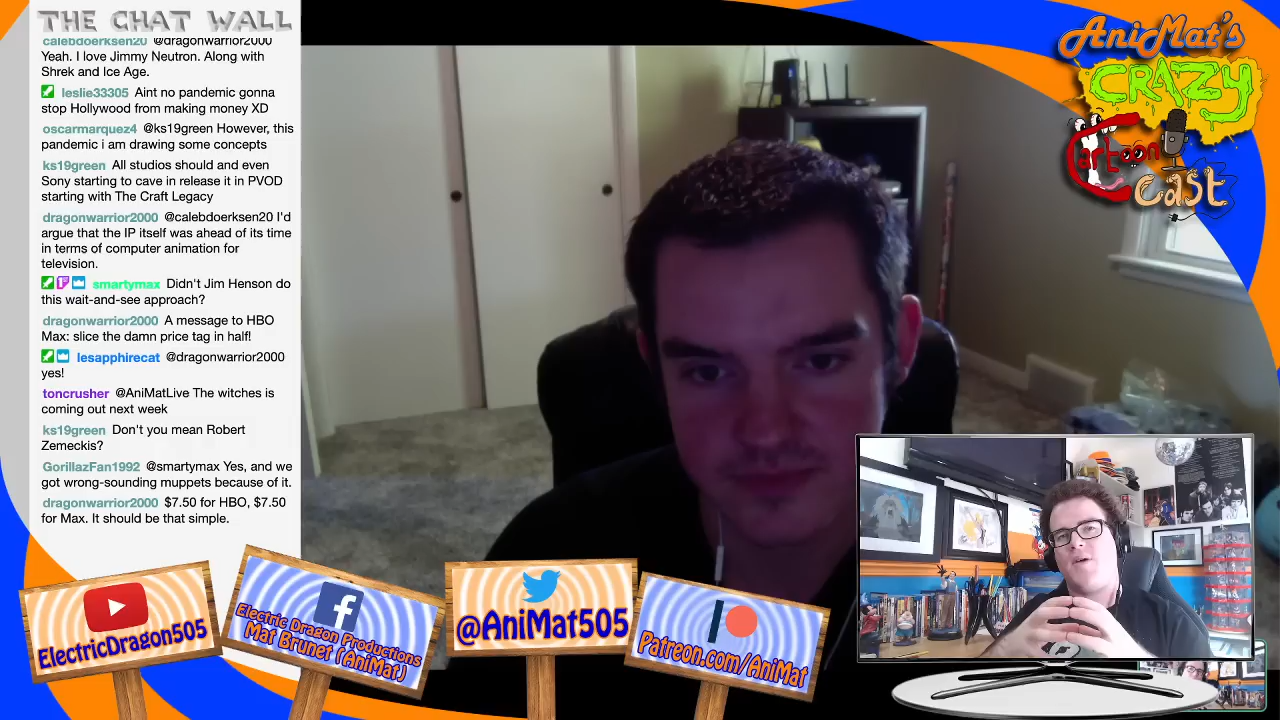 THE CHAT WALL
calebdoerksen20 @dragonwarrior2000
Yeah. I love Jimmy Neutron. Along with
Shrek and Ice Age.
leslie33305 Aint no pandemic gonna
stop Hollywood from making money XD
oscarmarquez4 @ks19green However, this
pandemic i am drawing some concepts
ks19green All studios should and even
Sony starting to cave in release it in PVOD
starting with The Craft Legacy
dragonwarrior2000 @calebdoerksen20 I'd
argue that the IP itself was ahead of its time
in terms of computer animation for
television.
smartymax Didn't Jim Henson do
this wait-and-see approach?
dragonwarrior2000 A message to HBO
Max: slice the damn price tag in half!
lesapphirecat @dragonwarrior2000
yes!
toncrusher @AniMatLive The witches is
coming out next week
ks19green Don't you mean Robert
Zemeckis?
GorillazFan1992 @smartymax Yes, and we
got wrong-sounding muppets because of it.
dragonwarrior2000 $7.50 for HBO, $7.50
for Max. It should be that simple.
AniMat's
CRAZY
Cartoon
Cast
ElectricDragon505
Electric Dragon Productions
Mat Brunet (AniMat)
@AniMat505
Patreon.com/AniMat